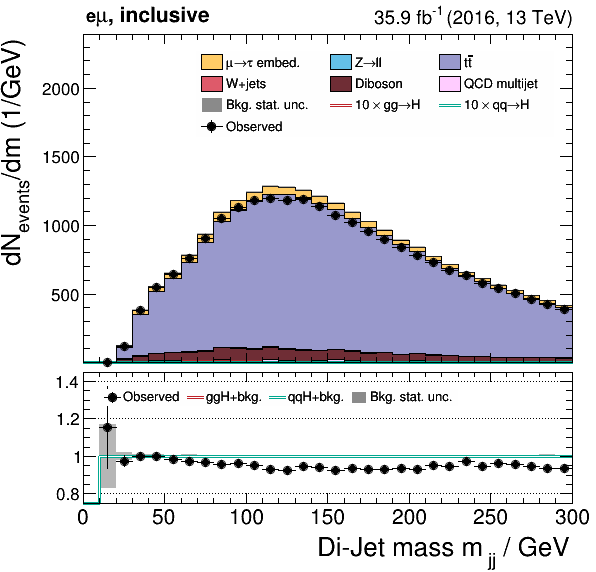 eμ, inclusive 35.9 fb⁻¹ (2016, 13 TeV)
dN_events/dm (1/GeV)
2000
1500
1000
500
μ→τ embed. Z→ll tt̄
W+jets Diboson QCD multijet
Bkg. stat. unc. 10 × gg→H 10 × qq→H
Observed
1.4
1.2
1
0.8
Observed ggH+bkg. qqH+bkg. Bkg. stat. unc.
0 50 100 150 200 250 300
Di-Jet mass m_jj / GeV